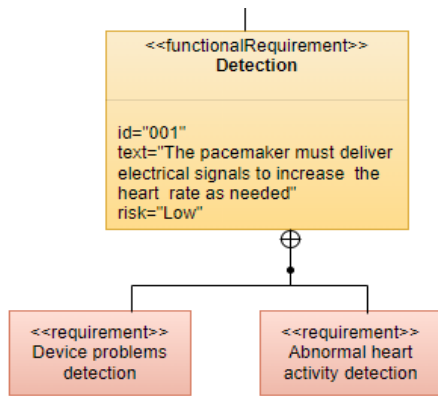 <<functionalRequirement>>
Detection
id="001"
text="The pacemaker must deliver
electrical signals to increase the
heart rate as needed"
risk="Low"
<<requirement>>
Device problems
detection
<<requirement>>
Abnormal heart
activity detection